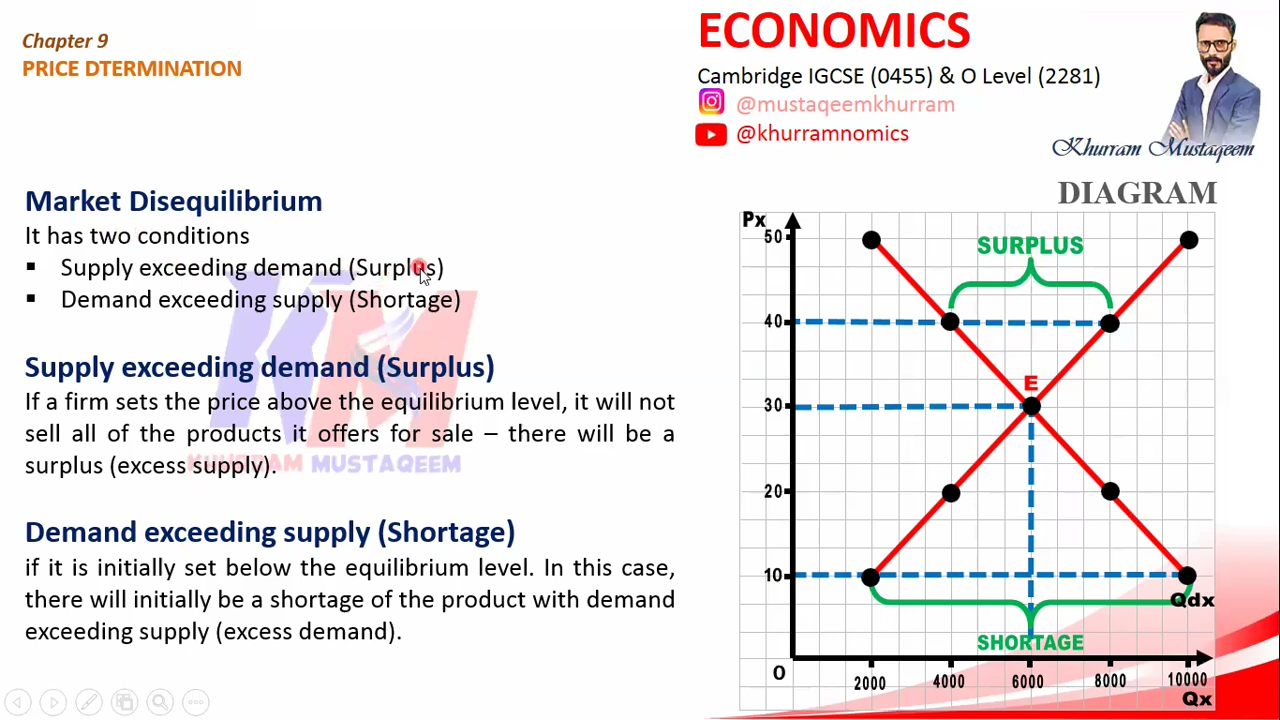 Chapter 9
PRICE DTERMINATION
ECONOMICS
Cambridge IGCSE (0455) & O Level (2281)
@mustaqeemkhurram
@khurramnomics
Khurram Mustaqeem
Market Disequilibrium
It has two conditions
▪ Supply exceeding demand (Surplus)
▪ Demand exceeding supply (Shortage)
Supply exceeding demand (Surplus)
If a firm sets the price above the equilibrium level, it will not
sell all of the products it offers for sale – there will be a
surplus (excess supply).
Demand exceeding supply (Shortage)
if it is initially set below the equilibrium level. In this case,
there will initially be a shortage of the product with demand
exceeding supply (excess demand).
KM
KHURRAM MUSTAQEEM
DIAGRAM
Px
50
SURPLUS
40
E
30
20
10
Qdx
SHORTAGE
O
2000 4000 6000 8000 10000
Qx